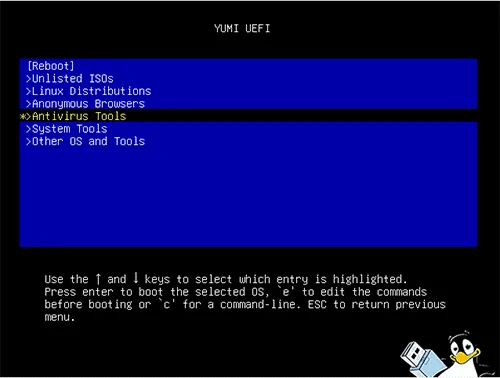 YUMI UEFI
[Reboot]
>Unlisted ISOs
>Linux Distributions
>Anonymous Browsers
*>Antivirus Tools
>System Tools
>Other OS and Tools
Use the ↑ and ↓ keys to select which entry is highlighted.
Press enter to boot the selected OS, `e' to edit the commands
before booting or `c' for a command-line. ESC to return previous
menu.